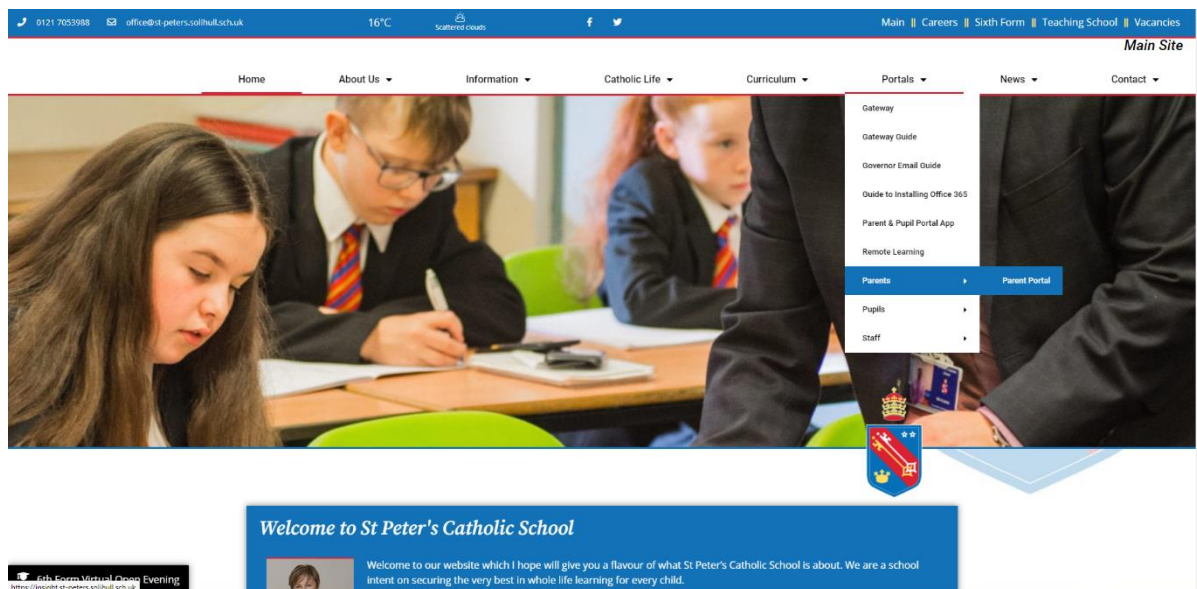 0121 7053988 office@st-peters.solihull.sch.uk 16°C Main || Careers || Sixth Form || Teaching School || Vacancies
Scattered clouds
Main Site
Home About Us Information Catholic Life Curriculum Portals News Contact
Gateway
Gateway Guide
Governor Email Guide
Guide to Installing Office 365
Parent & Pupil Portal App
Remote Learning
Parents Parent Portal
Pupils
Staff
Welcome to St Peter's Catholic School
Welcome to our website which I hope will give you a flavour of what St Peter's Catholic School is about. We are a school
intent on securing the very best in whole life learning for every child.
6th Form Virtual Open Evening
https://insight.st-peters.solihull.sch.uk